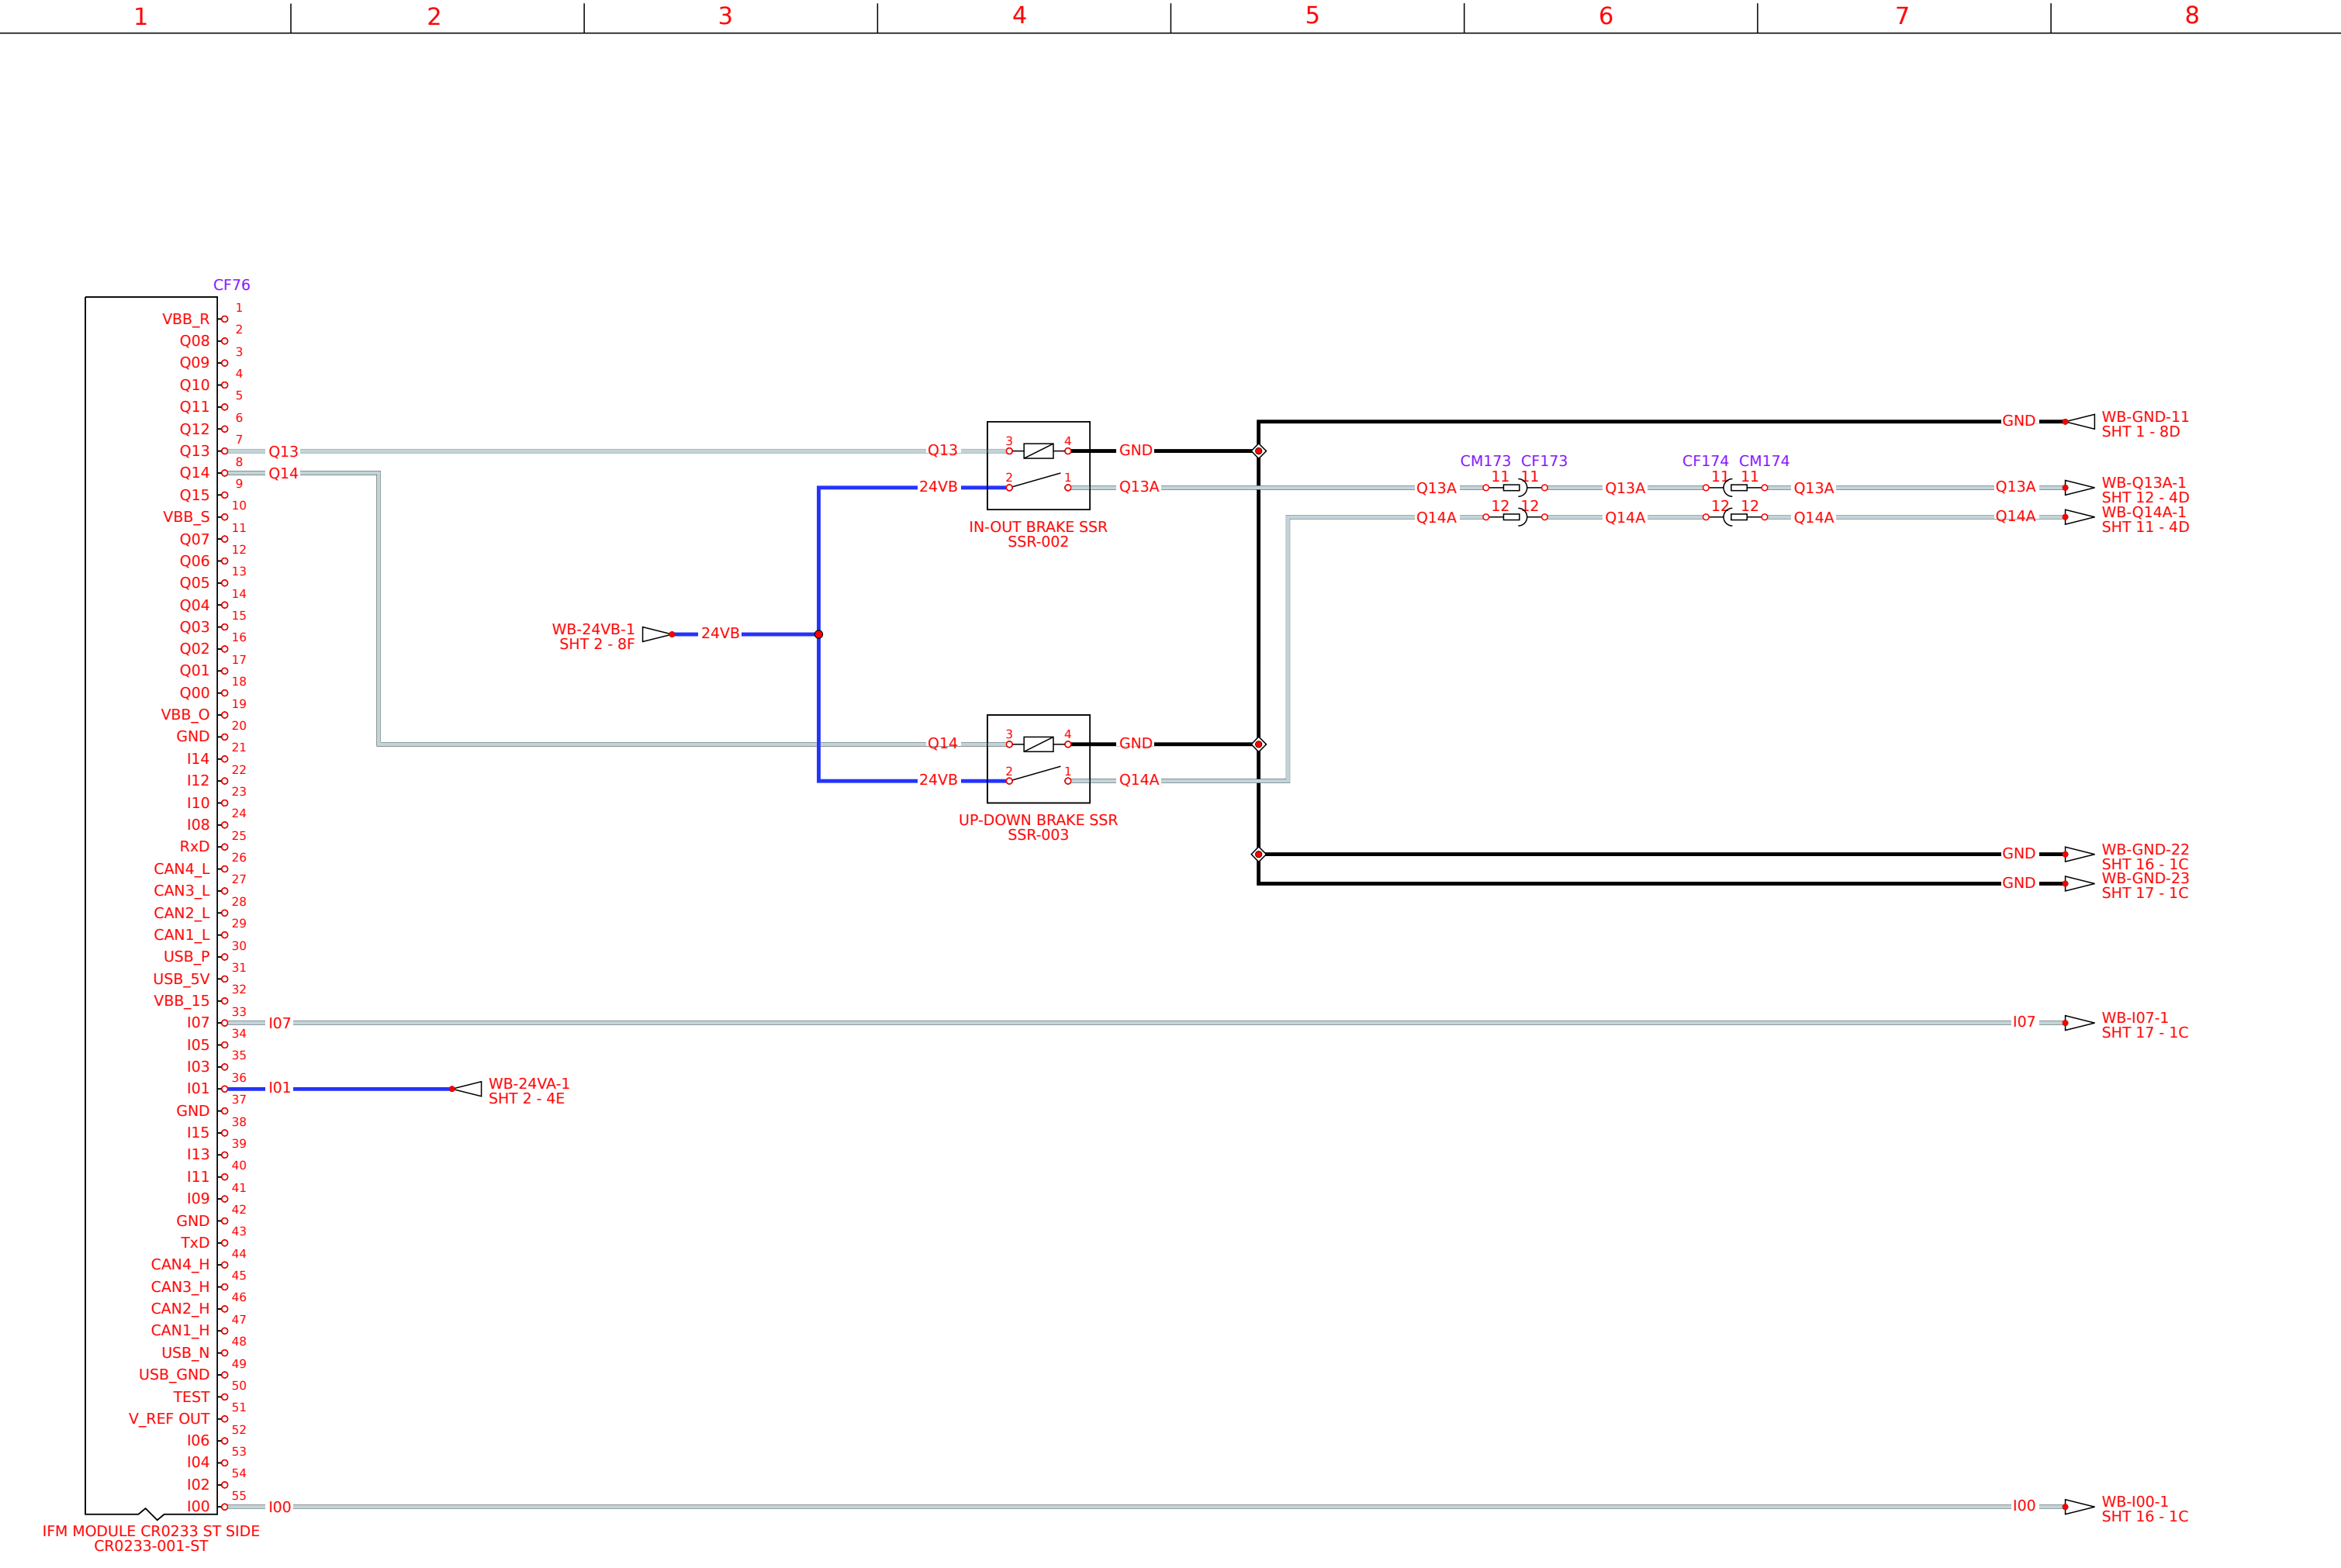 1 2 3 4 5 6 7 8
CF76
VBB_R 1
Q08 2
Q09 3
Q10 4
Q11 5
Q12 6
Q13 7 Q13
Q14 8 Q14
Q15 9
VBB_S 10
Q07 11
Q06 12
Q05 13
Q04 14
Q03 15
Q02 16
Q01 17
Q00 18
VBB_O 19
GND 20
I14 21
I12 22
I10 23
I08 24
RxD 25
CAN4_L 26
CAN3_L 27
CAN2_L 28
CAN1_L 29
USB_P 30
USB_5V 31
VBB_15 32
I07 33 I07
I05 34
I03 35
I01 36 I01
GND 37
I15 38
I13 39
I11 40
I09 41
GND 42
TxD 43
CAN4_H 44
CAN3_H 45
CAN2_H 46
CAN1_H 47
USB_N 48
USB_GND 49
TEST 50
V_REF OUT 51
I06 52
I04 53
I02 54
I00 55 I00
IFM MODULE CR0233 ST SIDE
CR0233-001-ST
WB-24VA-1
SHT 2 - 4E
WB-24VB-1
SHT 2 - 8F
24VB
Q13 3 4 GND
24VB 2 1 Q13A
IN-OUT BRAKE SSR
SSR-002
Q14 3 4 GND
24VB 2 1 Q14A
UP-DOWN BRAKE SSR
SSR-003
CM173 CF173 CF174 CM174
11 11 11 11
Q13A Q13A Q13A Q13A
12 12 12 12
Q14A Q14A Q14A Q14A
GND
WB-GND-11
SHT 1 - 8D
WB-Q13A-1
SHT 12 - 4D
WB-Q14A-1
SHT 11 - 4D
GND
WB-GND-22
SHT 16 - 1C
GND
WB-GND-23
SHT 17 - 1C
I07
WB-I07-1
SHT 17 - 1C
I00
WB-I00-1
SHT 16 - 1C